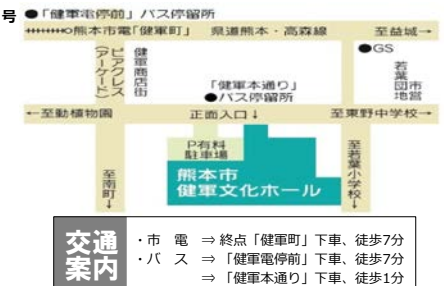 号
●「健軍電停前」バス停留所
熊本市電「健軍町」 県道熊本・高森線 至益城→
ピアクレス
(アーケード)
健軍商店街
●GS
若葉団地
市営
「健軍本通り」
●バス停留所
←至動植物園 正面入口↓ 至東野中学校→
P有料
駐車場
至南町↓
至若葉小学校↓
熊本市
健軍文化ホール
交通
案内
・市 電 ⇒ 終点「健軍町」下車、徒歩7分
・バ ス ⇒ 「健軍電停前」下車、徒歩7分
⇒ 「健軍本通り」下車、徒歩1分